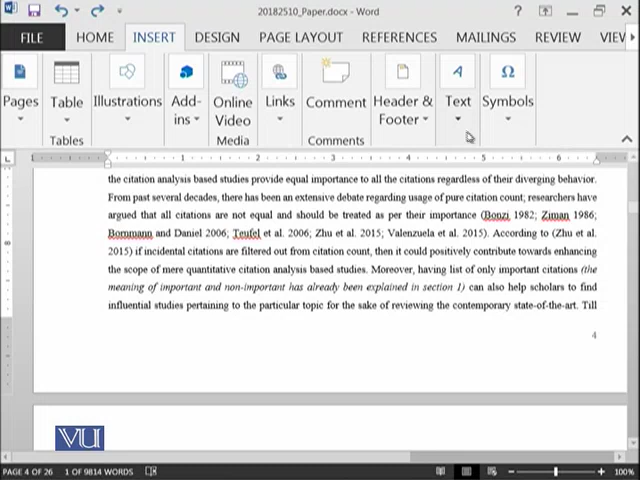 20182510_Paper.docx - Word
FILE HOME INSERT DESIGN PAGE LAYOUT REFERENCES MAILINGS REVIEW VIEV
Pages Table Illustrations Add-ins Online Video Links Comment Header & Footer Text Symbols
Tables Media Comments
1 1 2 3 4 5 6
the citation analysis based studies provide equal importance to all the citations regardless of their diverging behavior.
From past several decades, there has been an extensive debate regarding usage of pure citation count; researchers have
argued that all citations are not equal and should be treated as per their importance (Bonzi 1982; Ziman 1986;
Bornmann and Daniel 2006; Teufel et al. 2006; Zhu et al. 2015; Valenzuela et al. 2015). According to (Zhu et al.
2015) if incidental citations are filtered out from citation count, then it could positively contribute towards enhancing
the scope of mere quantitative citation analysis based studies. Moreover, having list of only important citations (the
meaning of important and non-important has already been explained in section 1) can also help scholars to find
influential studies pertaining to the particular topic for the sake of reviewing the contemporary state-of-the-art. Till
4
VU
PAGE 4 OF 26 1 OF 9814 WORDS 100%